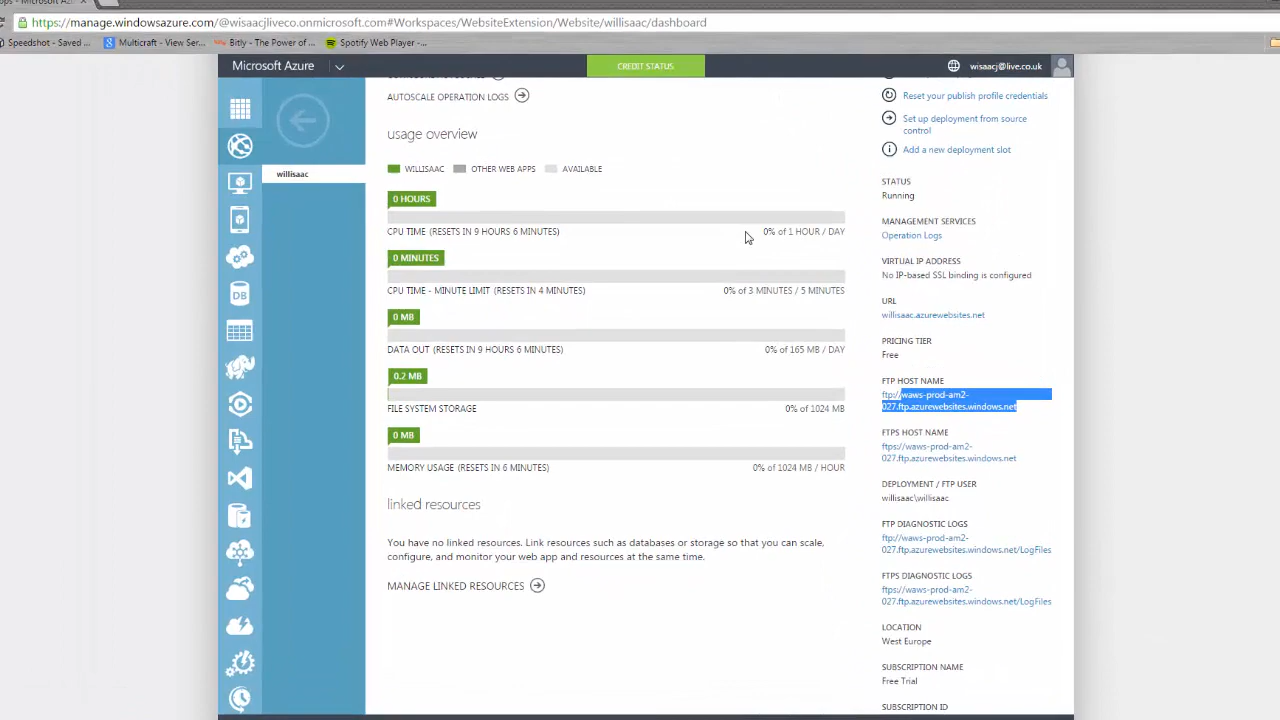 https://manage.windowsazure.com/@wisaacjliveco.onmicrosoft.com#Workspaces/WebsiteExtension/Website/willisaac/dashboard
Speedshot - Saved ...
Multicraft - View Ser...
Bitly - The Power of ...
Spotify Web Player -...
Microsoft Azure
CREDIT STATUS
wisaacj@live.co.uk
AUTOSCALE OPERATION LOGS
usage overview
WILLISAAC
OTHER WEB APPS
AVAILABLE
willisaac
0 HOURS
CPU TIME (RESETS IN 9 HOURS 6 MINUTES)
0% of 1 HOUR / DAY
0 MINUTES
CPU TIME - MINUTE LIMIT (RESETS IN 4 MINUTES)
0% of 3 MINUTES / 5 MINUTES
0 MB
DATA OUT (RESETS IN 9 HOURS 6 MINUTES)
0% of 165 MB / DAY
0.2 MB
FILE SYSTEM STORAGE
0% of 1024 MB
0 MB
MEMORY USAGE (RESETS IN 6 MINUTES)
0% of 1024 MB / HOUR
linked resources
You have no linked resources. Link resources such as databases or storage so that you can scale,
configure, and monitor your web app and resources at the same time.
MANAGE LINKED RESOURCES
DB
Reset your publish profile credentials
Set up deployment from source
control
Add a new deployment slot
STATUS
Running
MANAGEMENT SERVICES
Operation Logs
VIRTUAL IP ADDRESS
No IP-based SSL binding is configured
URL
willisaac.azurewebsites.net
PRICING TIER
Free
FTP HOST NAME
ftp://waws-prod-am2-
027.ftp.azurewebsites.windows.net
FTPS HOST NAME
ftps://waws-prod-am2-
027.ftp.azurewebsites.windows.net
DEPLOYMENT / FTP USER
willisaac\willisaac
FTP DIAGNOSTIC LOGS
ftp://waws-prod-am2-
027.ftp.azurewebsites.windows.net/LogFiles
FTPS DIAGNOSTIC LOGS
ftps://waws-prod-am2-
027.ftp.azurewebsites.windows.net/LogFiles
LOCATION
West Europe
SUBSCRIPTION NAME
Free Trial
SUBSCRIPTION ID